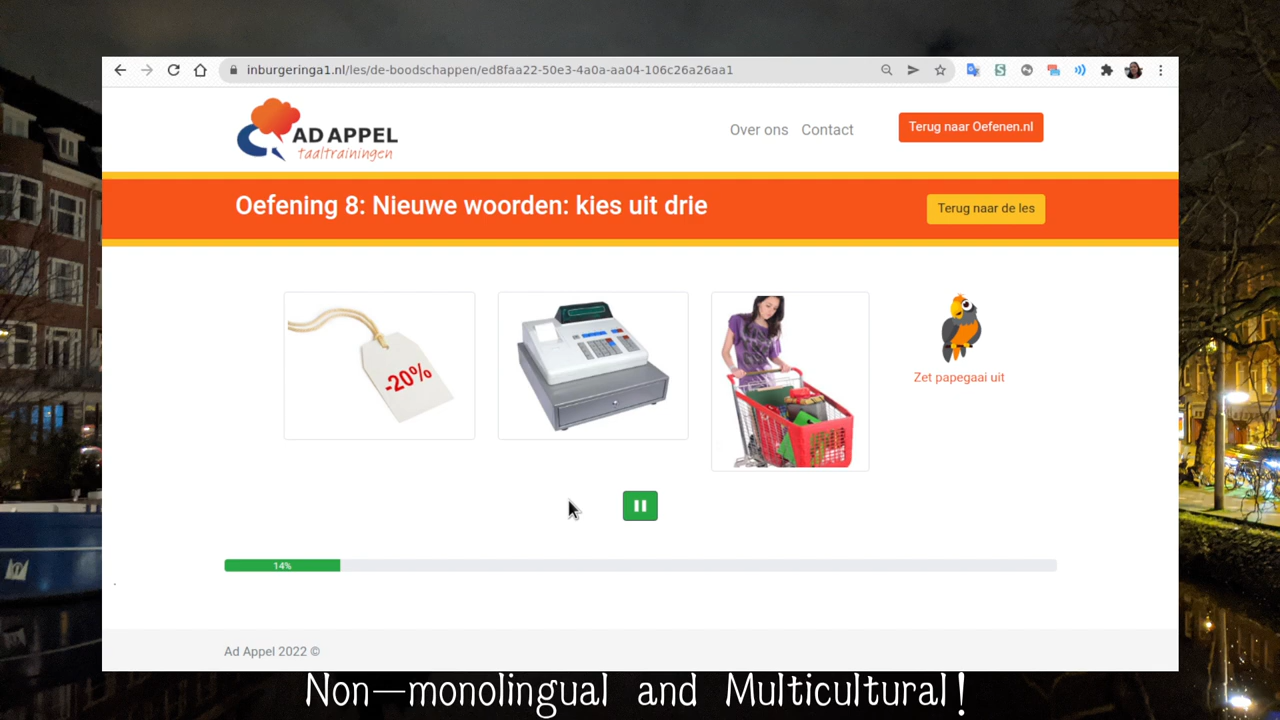 inburgeringa1.nl/les/de-boodschappen/ed8faa22-50e3-4a0a-aa04-106c26a26aa1
AD APPEL
taaltrainingen
Over ons
Contact
Terug naar Oefenen.nl
Oefening 8: Nieuwe woorden: kies uit drie
Terug naar de les
-20%
Zet papegaai uit
14%
Ad Appel 2022 ©
Non-monolingual and Multicultural!